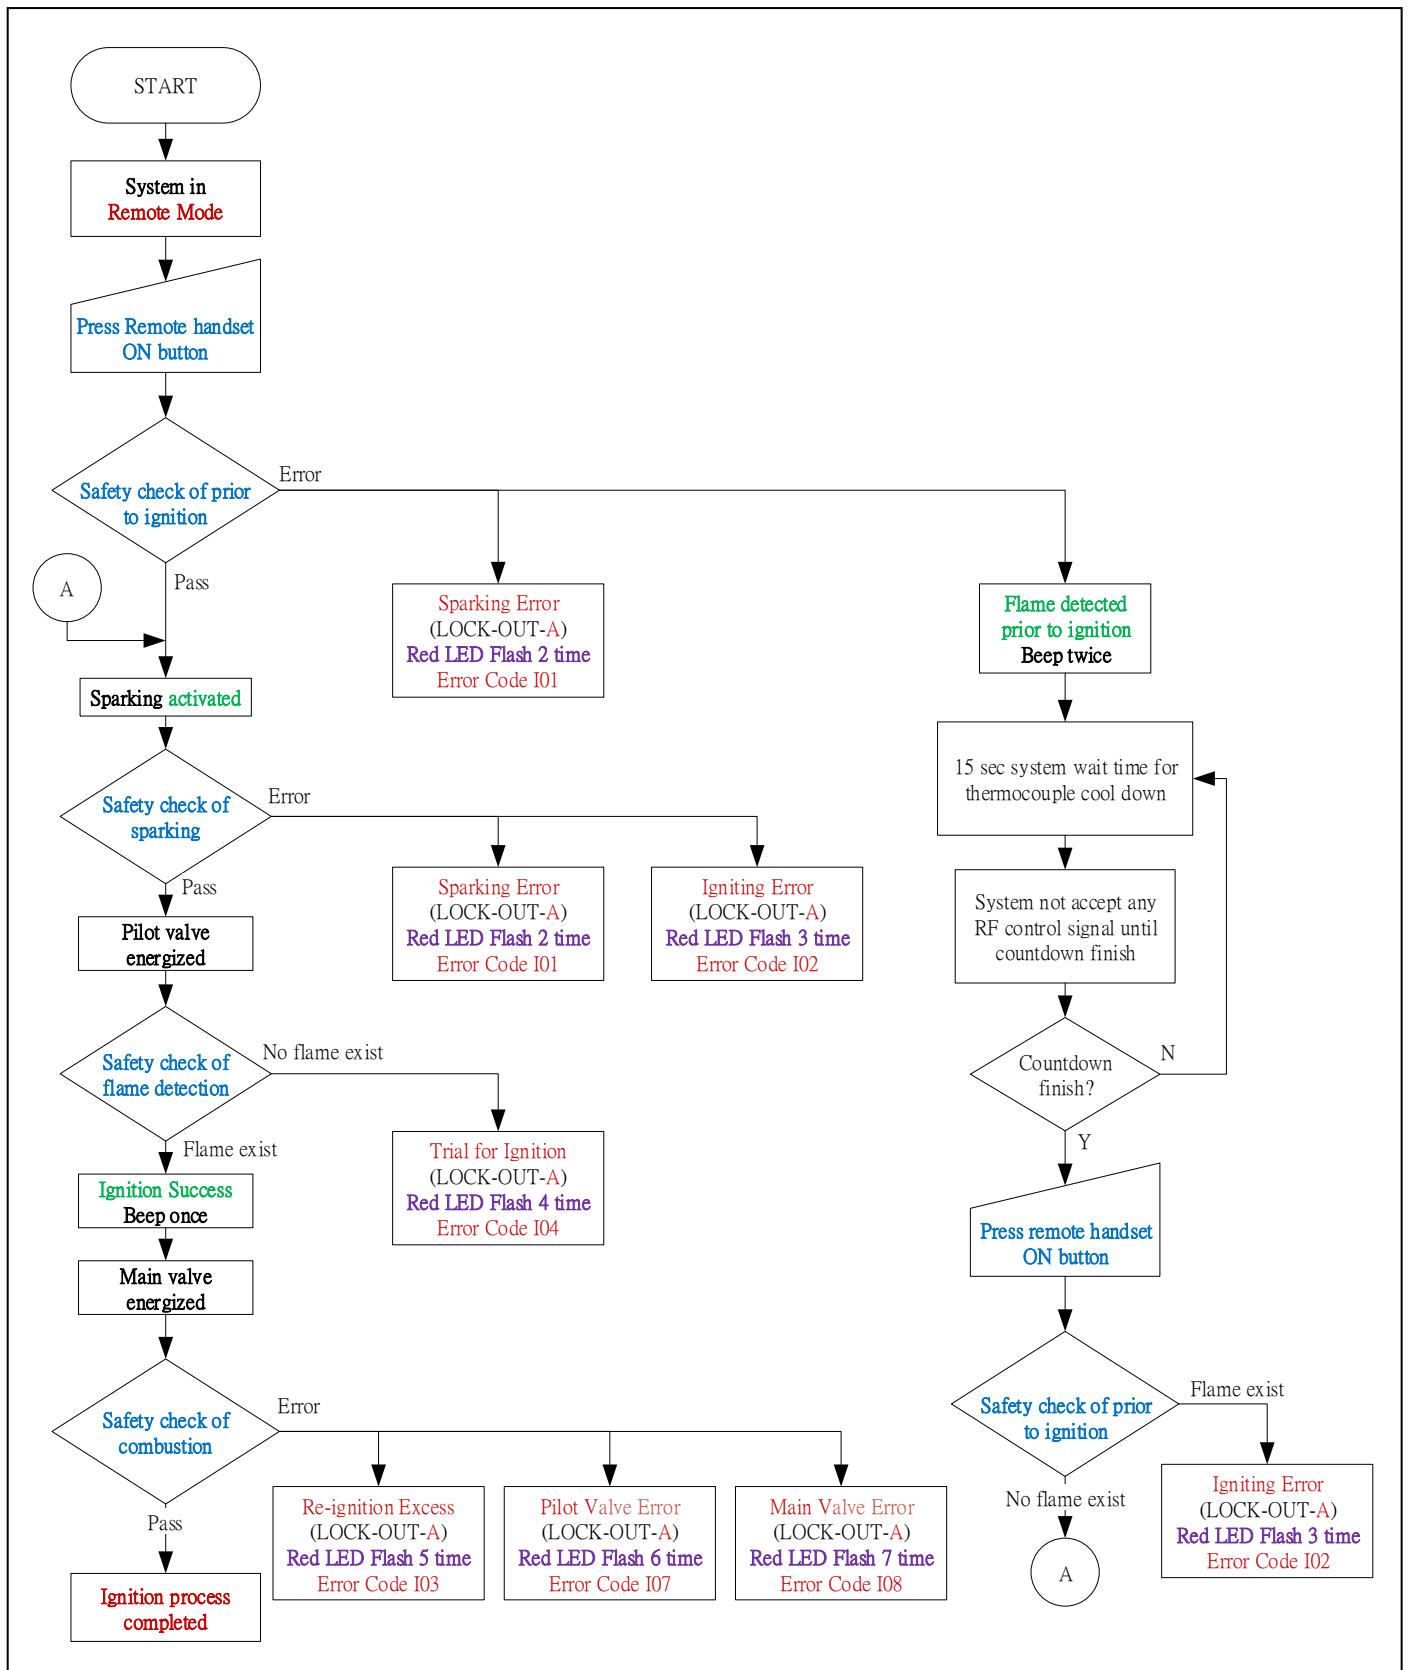 START
System in
Remote Mode
Press Remote handset
ON button
Safety check of prior
to ignition
Error
Pass
A
Sparking Error
(LOCK-OUT-A)
Red LED Flash 2 time
Error Code I01
Flame detected
prior to ignition
Beep twice
Sparking activated
15 sec system wait time for
thermocouple cool down
Safety check of
sparking
Error
Pass
Sparking Error
(LOCK-OUT-A)
Red LED Flash 2 time
Error Code I01
Igniting Error
(LOCK-OUT-A)
Red LED Flash 3 time
Error Code I02
System not accept any
RF control signal until
countdown finish
Pilot valve
energized
Safety check of
flame detection
No flame exist
Flame exist
Countdown
finish?
N
Y
Trial for Ignition
(LOCK-OUT-A)
Red LED Flash 4 time
Error Code I04
Ignition Success
Beep once
Press remote handset
ON button
Main valve
energized
Safety check of
combustion
Error
Pass
Safety check of prior
to ignition
Flame exist
No flame exist
Re-ignition Excess
(LOCK-OUT-A)
Red LED Flash 5 time
Error Code I03
Pilot Valve Error
(LOCK-OUT-A)
Red LED Flash 6 time
Error Code I07
Main Valve Error
(LOCK-OUT-A)
Red LED Flash 7 time
Error Code I08
Igniting Error
(LOCK-OUT-A)
Red LED Flash 3 time
Error Code I02
A
Ignition process
completed